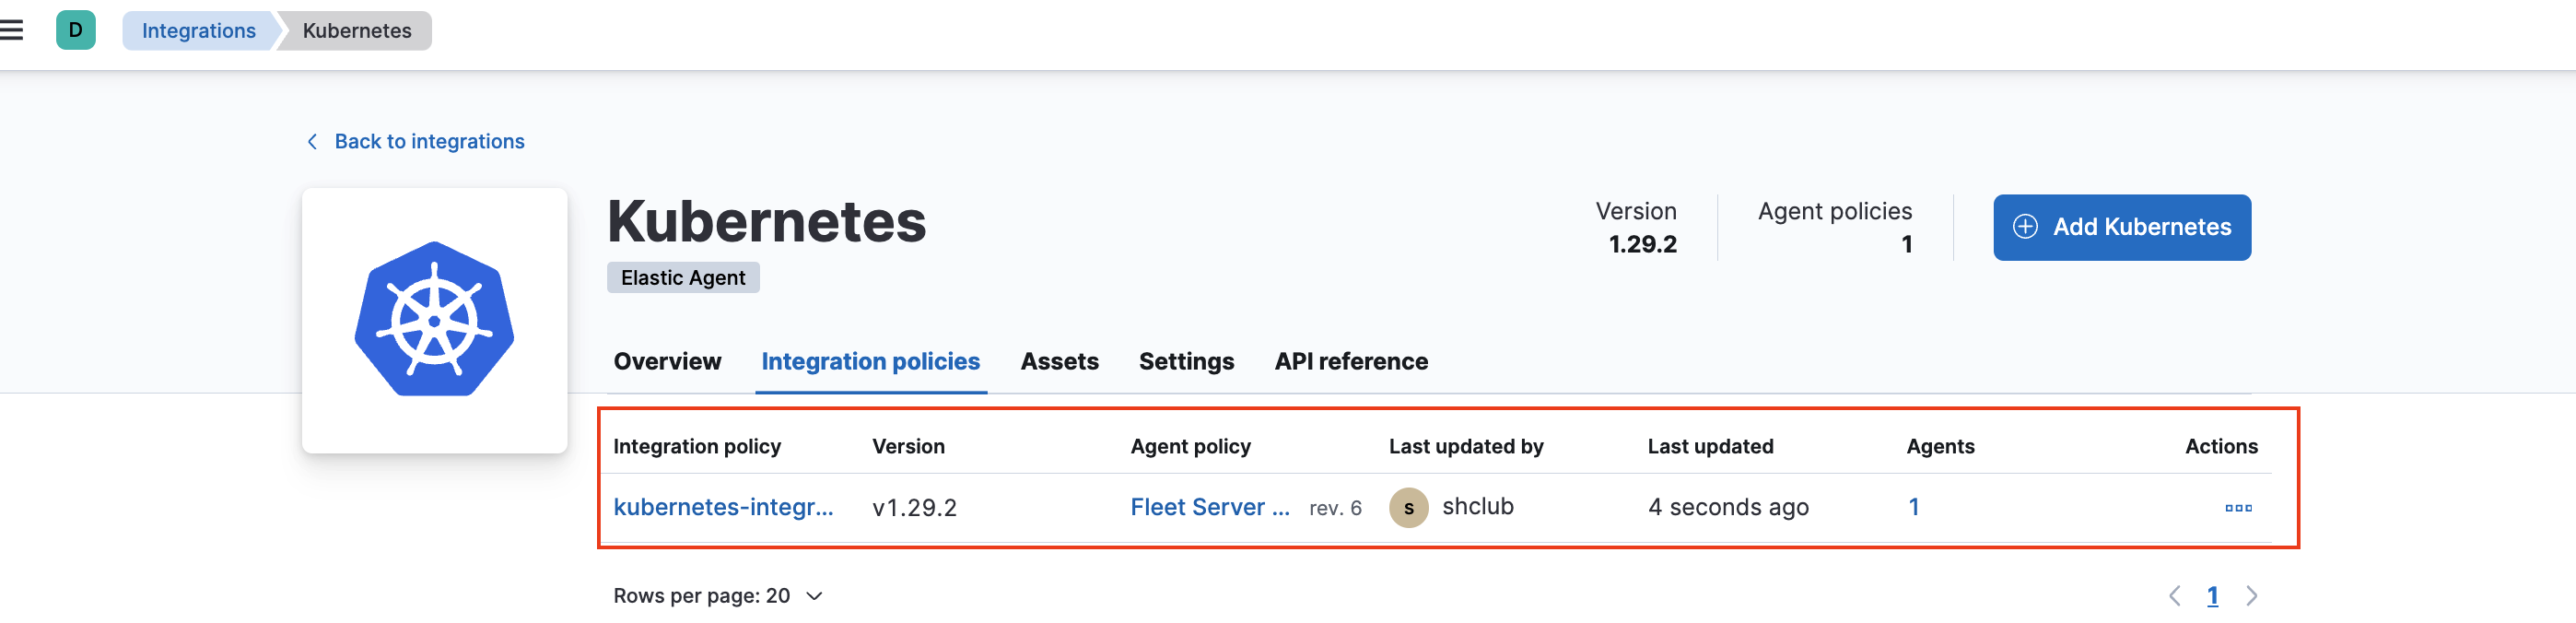 D Integrations Kubernetes
Back to integrations
Kubernetes
Elastic Agent
Version
1.29.2
Agent policies
1
Add Kubernetes
Overview Integration policies Assets Settings API reference
Integration policy Version Agent policy Last updated by Last updated Agents Actions
kubernetes-integr... v1.29.2 Fleet Server ... rev. 6 s shclub 4 seconds ago 1
Rows per page: 20 1